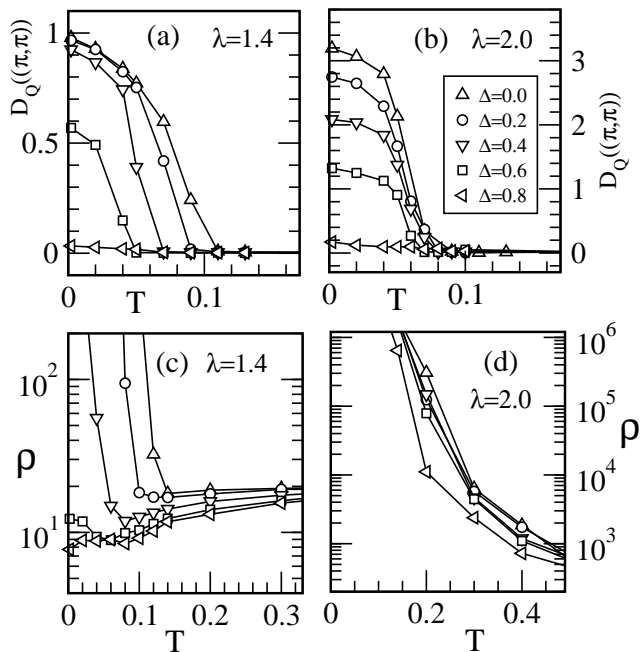 (a) λ=1.4
D_Q((π,π))
1
0.5
0
0 0.1
T
(b) λ=2.0
Δ=0.0
Δ=0.2
Δ=0.4
Δ=0.6
Δ=0.8
3
2
1
0
D_Q((π,π))
0 0.1
T
(c) λ=1.4
10^2
10^1
ρ
0 0.1 0.2 0.3
T
(d)
λ=2.0
10^6
10^5
10^4
10^3
ρ
0.2 0.4
T